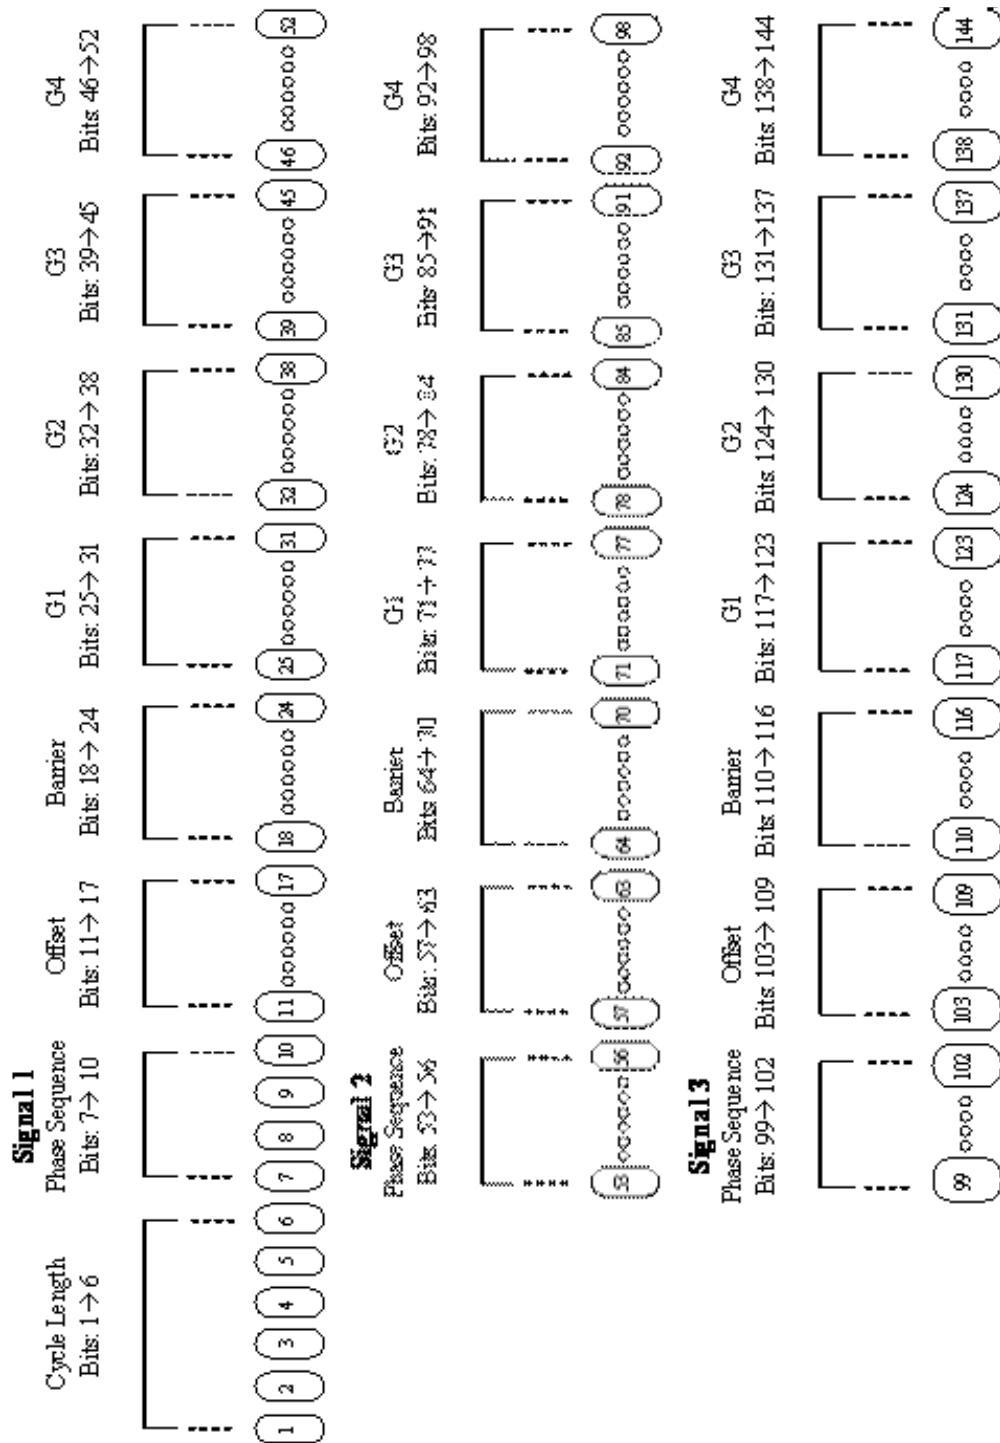 Signal 1
Cycle Length Phase Sequence Offset Barrier G1 G2 G3 G4
Bits: 1→6 Bits: 7→10 Bits: 11→17 Bits: 18→24 Bits: 25→31 Bits: 32→38 Bits: 39→45 Bits: 46→52
1 2 3 4 5 6 7 8 9 10 11 17 18 24 25 31 32 38 39 45 46 52
Signal 2
Phase Sequence Offset Barrier G1 G2 G3 G4
Bits: 53→56 Bits: 57→63 Bits: 64→70 Bits: 71→77 Bits: 78→84 Bits: 85→91 Bits: 92→98
53 56 57 63 64 70 71 77 78 84 85 91 92 98
Signal 3
Phase Sequence Offset Barrier G1 G2 G3 G4
Bits: 99→102 Bits: 103→109 Bits: 110→116 Bits: 117→123 Bits: 124→130 Bits: 131→137 Bits: 138→144
99 102 103 109 110 116 117 123 124 130 131 137 138 144